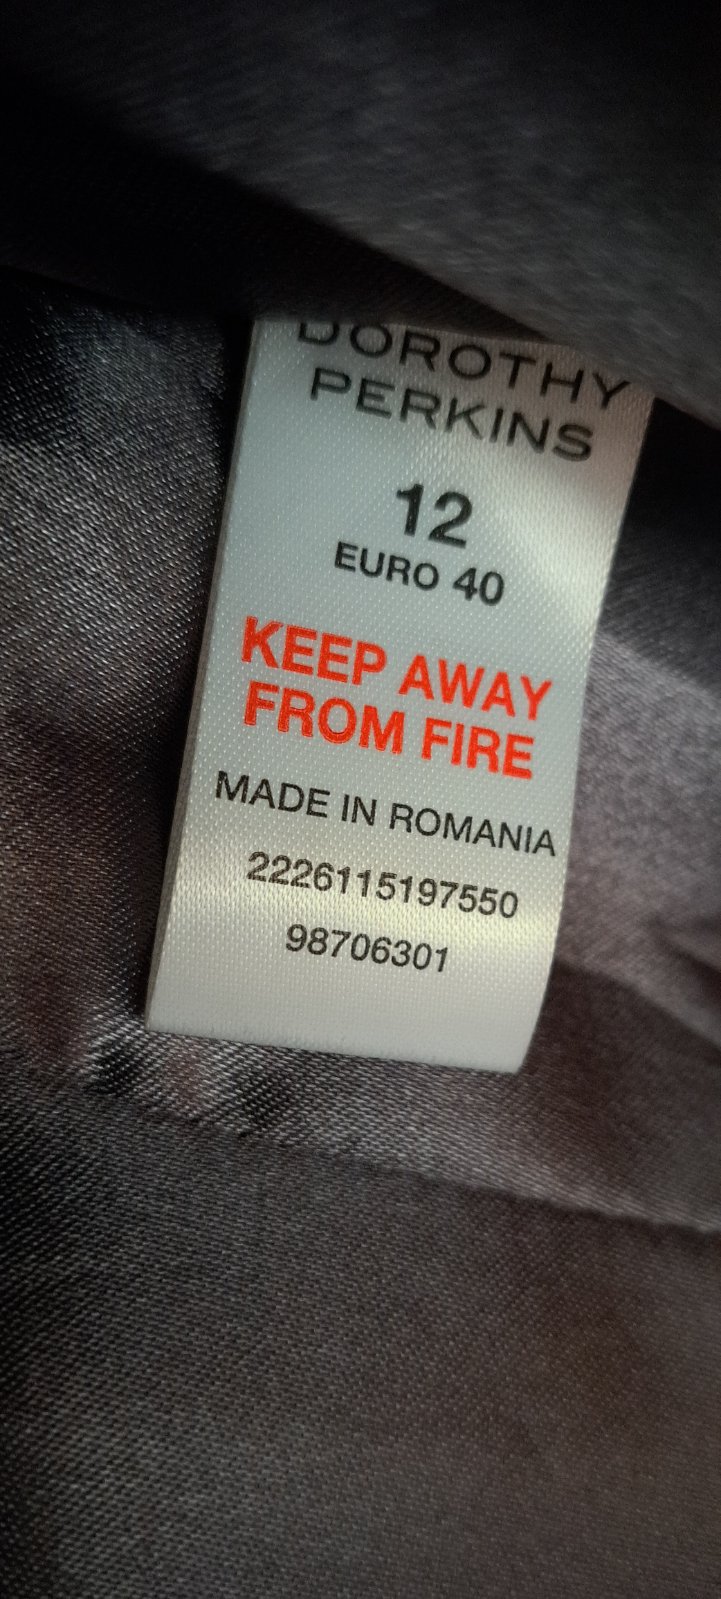 DOROTHY
PERKINS
12
EURO 40
KEEP AWAY
FROM FIRE
MADE IN ROMANIA
2226115197550
98706301